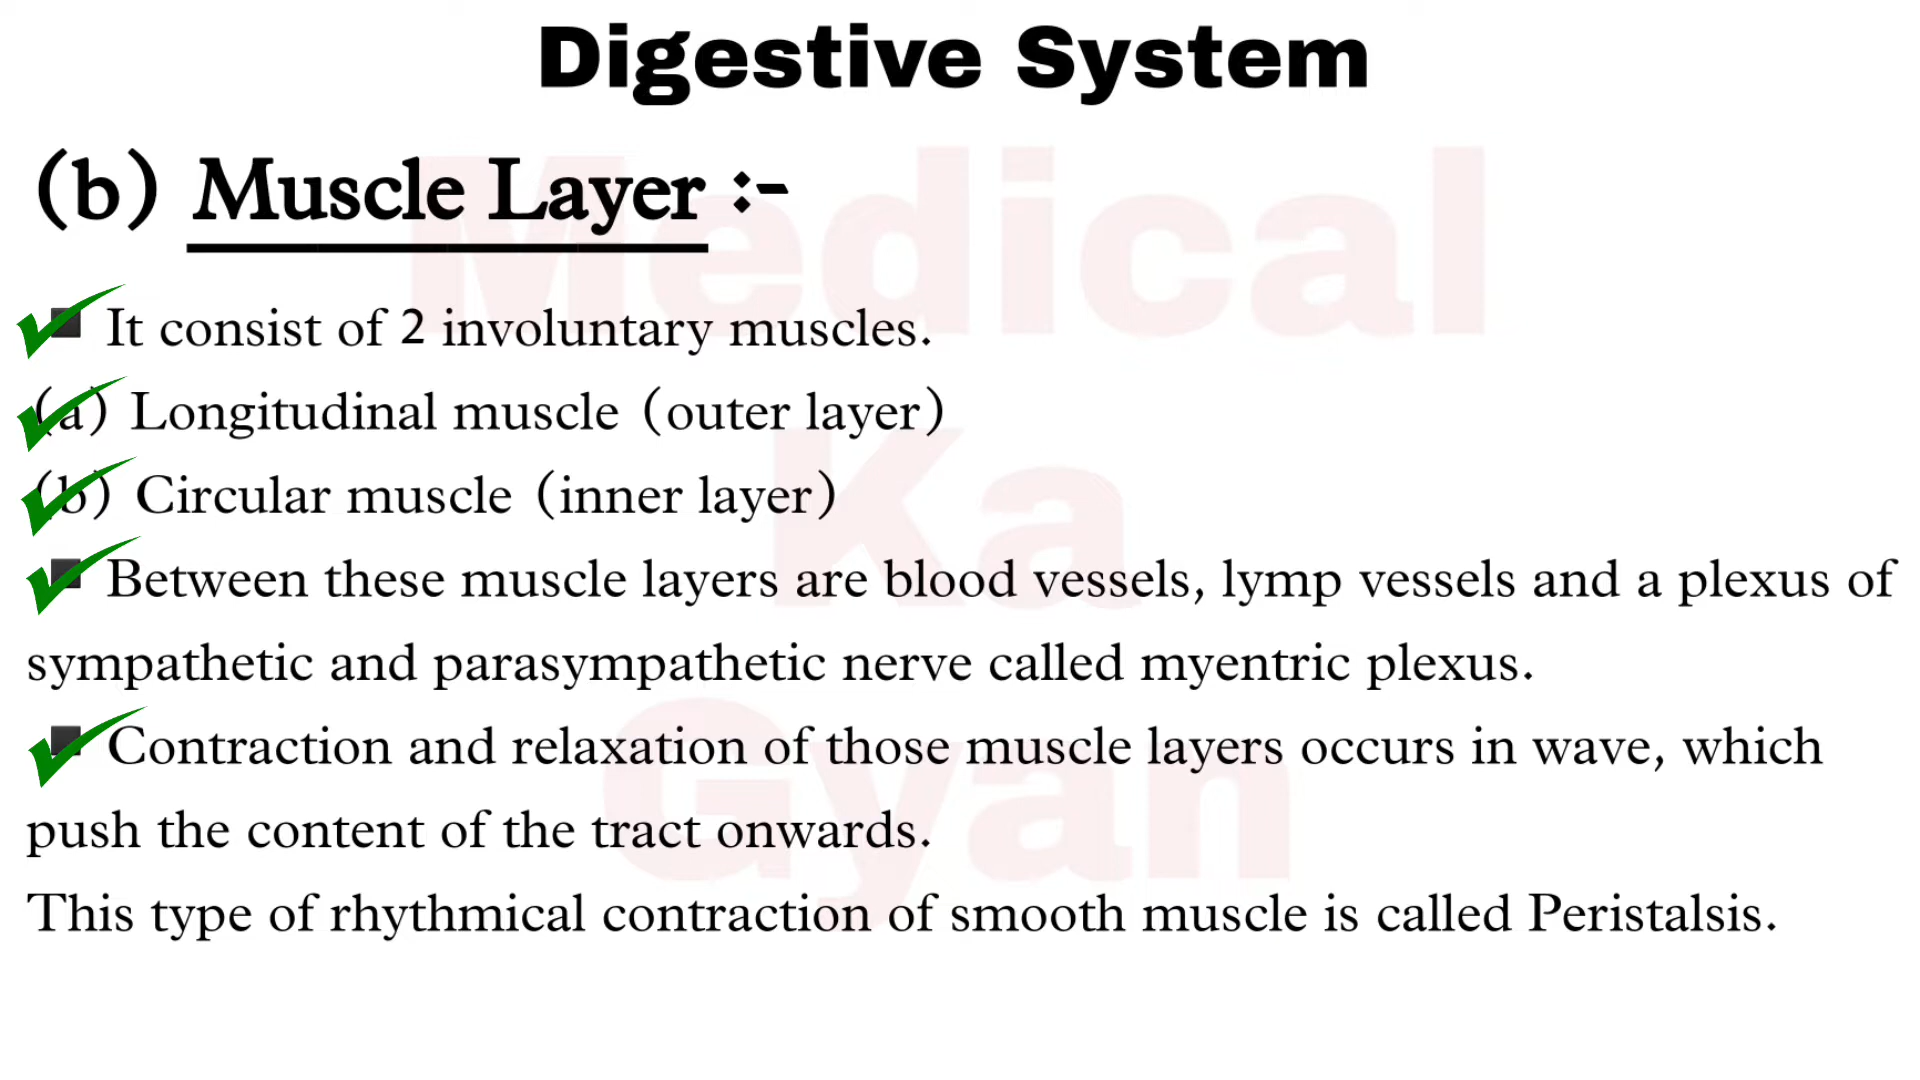 Digestive System
(b) Muscle Layer :-
It consist of 2 involuntary muscles.
(a) Longitudinal muscle (outer layer)
(b) Circular muscle (inner layer)
Between these muscle layers are blood vessels, lymp vessels and a plexus of
sympathetic and parasympathetic nerve called myentric plexus.
Contraction and relaxation of those muscle layers occurs in wave, which
push the content of the tract onwards.
This type of rhythmical contraction of smooth muscle is called Peristalsis.
Medical
Ka
Gyan